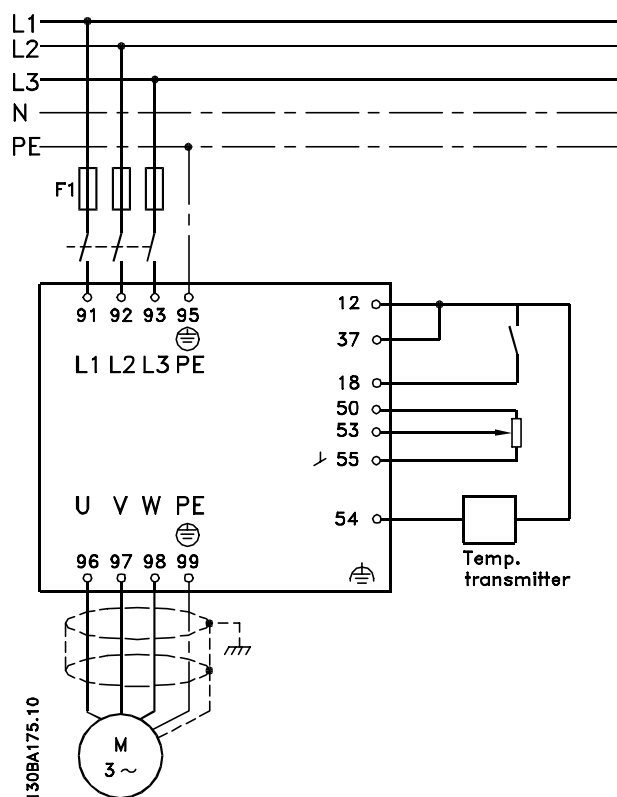 L1
L2
L3
N
PE
F1
91 92 93 95
L1 L2 L3 PE
12
37
18
50
53
55
54
U V W PE
96 97 98 99
Temp.
transmitter
M
3 ~
130BA175.10